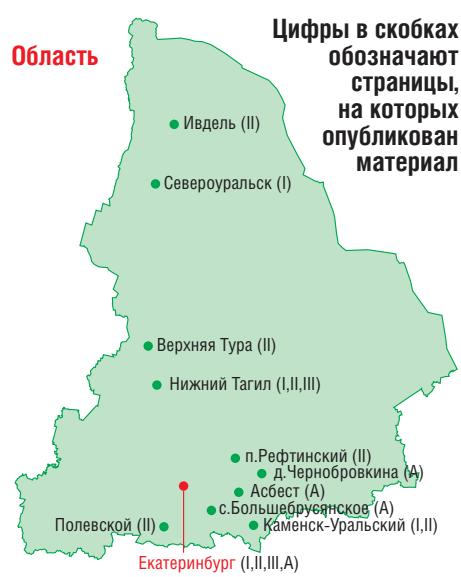 Область
Цифры в скобках
обозначают
страницы,
на которых
опубликован
материал
Ивдель (II)
Североуральск (I)
Верхняя Тура (II)
Нижний Тагил (I,II,III)
п.Рефтинский (II)
д.Чернобровкина (А)
Асбест (А)
с.Большебрусянское (А)
Полевской (II)
Каменск-Уральский (I,II)
Екатеринбург (I,II,III,А)